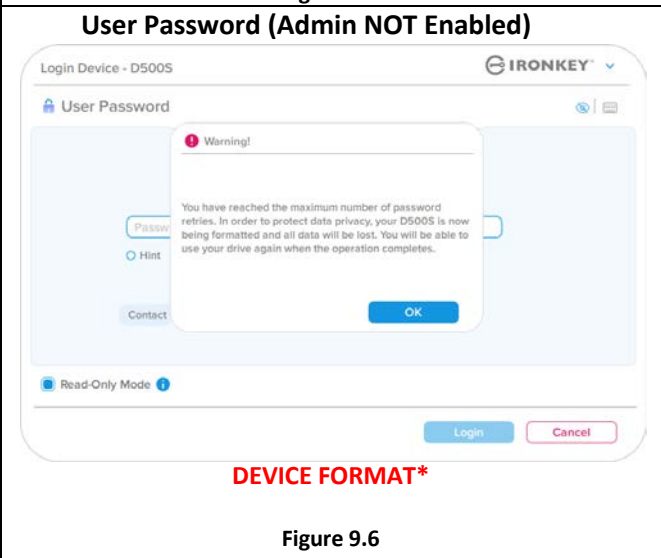 User Password (Admin NOT Enabled)
Login Device - D500S
IRONKEY
User Password
Warning!
You have reached the maximum number of password
retries. In order to protect data privacy, your D500S is now
being formatted and all data will be lost. You will be able to
use your drive again when the operation completes.
Passw
Hint
Contact
OK
Read-Only Mode
Login Cancel
DEVICE FORMAT*
Figure 9.6